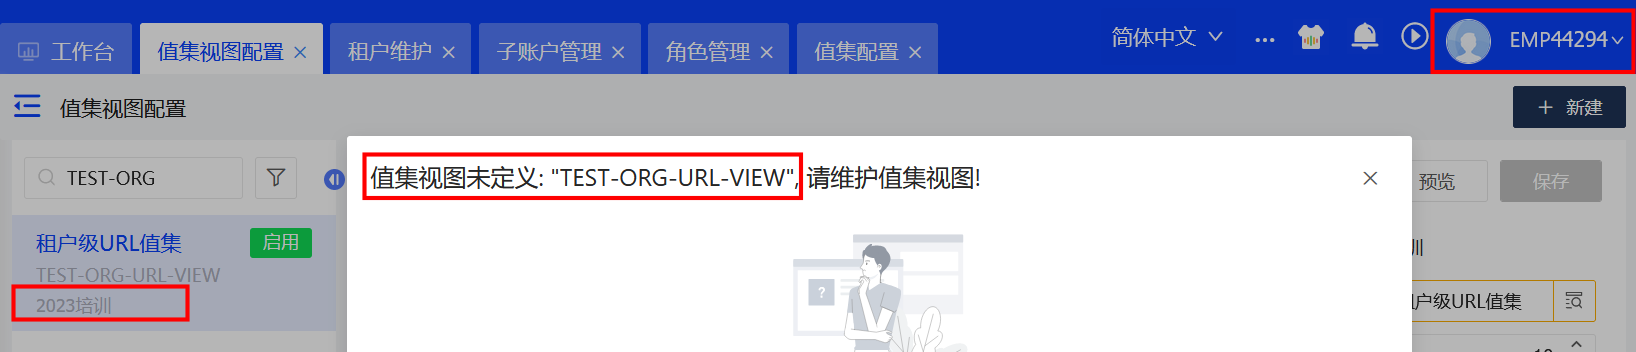 工作台 值集视图配置 × 租户维护 × 子账户管理 × 角色管理 × 值集配置 × 简体中文 ... EMP44294
值集视图配置 + 新建
TEST-ORG 值集视图未定义: "TEST-ORG-URL-VIEW", 请维护值集视图! × 预览 保存
租户级URL值集 启用
训
TEST-ORG-URL-VIEW
?
2023培训
户级URL值集